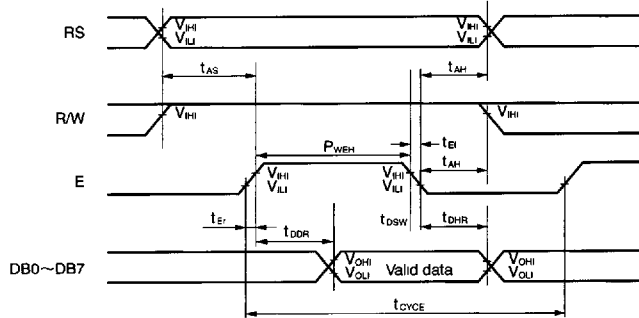 RS
VIHI
VILI
VIHI
VILI
tAS
tAH
R/W
VIHI
VIHI
PWEH
tEl
tAH
E
VIHI
VILI
VIHI
VILI
tEr
tDDR
tDSW
tDHR
DB0~DB7
VOHI
VOLI
Valid data
VOHI
VOLI
tCYCE